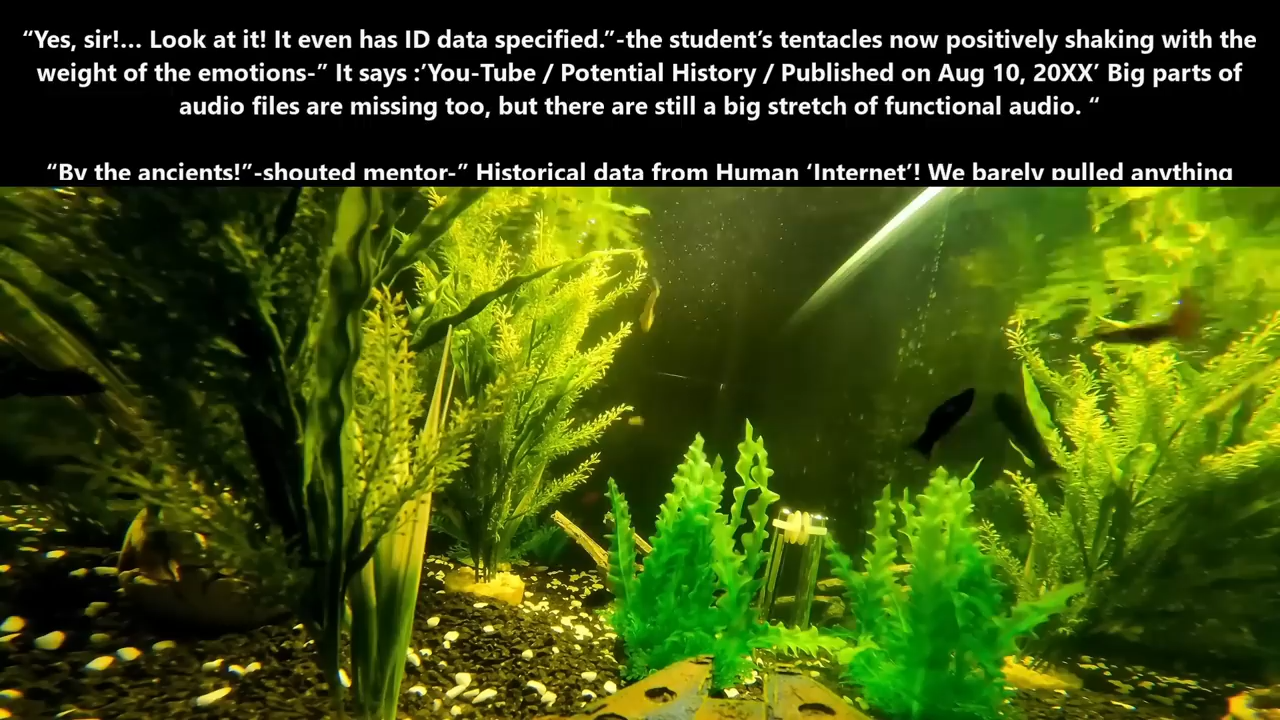 “Yes, sir!… Look at it! It even has ID data specified.”-the student’s tentacles now positively shaking with the
weight of the emotions-” It says :’You-Tube / Potential History / Published on Aug 10, 20XX’ Big parts of
audio files are missing too, but there are still a big stretch of functional audio. “
“By the ancients!”-shouted mentor-” Historical data from Human ‘Internet’! We barely pulled anything